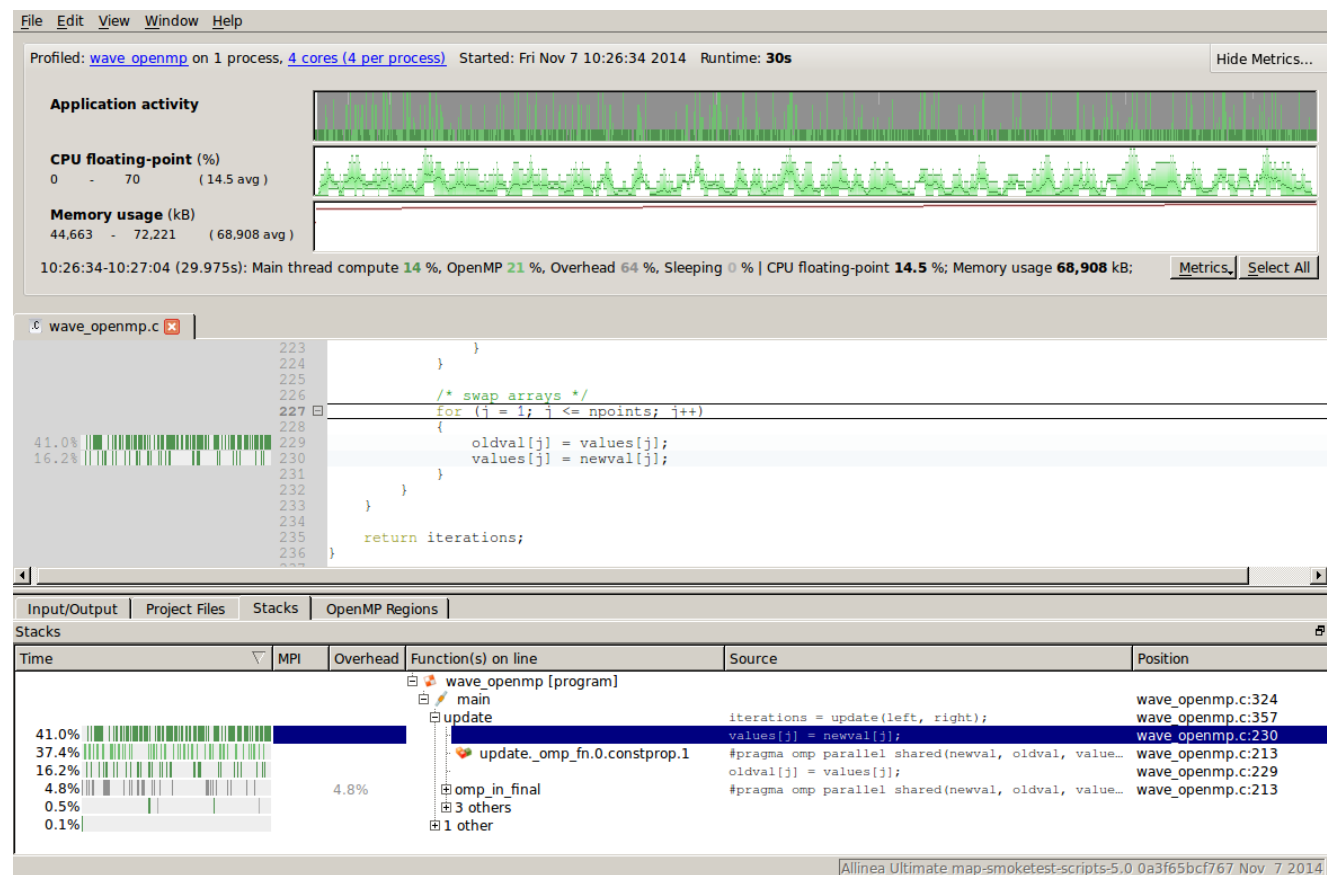 File Edit View Window Help
Profiled: wave_openmp on 1 process, 4 cores (4 per process) Started: Fri Nov 7 10:26:34 2014 Runtime: 30s Hide Metrics...
Application activity
CPU floating-point (%)
0 - 70 ( 14.5 avg )
Memory usage (kB)
44,663 - 72,221 ( 68,908 avg )
10:26:34-10:27:04 (29.975s): Main thread compute 14 %, OpenMP 21 %, Overhead 64 %, Sleeping 0 % | CPU floating-point 14.5 %; Memory usage 68,908 kB; Metrics Select All
.c wave_openmp.c
223 }
224 }
225
226 /* swap arrays */
227 for (j = 1; j <= npoints; j++)
228 {
41.0% 229 oldval[j] = values[j];
16.2% 230 values[j] = newval[j];
231 }
232 }
233 }
234
235 return iterations;
236 }
Input/Output Project Files Stacks OpenMP Regions
Stacks
Time MPI Overhead Function(s) on line Source Position
wave_openmp [program]
main wave_openmp.c:324
update iterations = update(left, right); wave_openmp.c:357
41.0% values[j] = newval[j]; wave_openmp.c:230
37.4% update._omp_fn.0.constprop.1 #pragma omp parallel shared(newval, oldval, value... wave_openmp.c:213
16.2% oldval[j] = values[j]; wave_openmp.c:229
4.8% 4.8% omp_in_final #pragma omp parallel shared(newval, oldval, value... wave_openmp.c:213
0.5% 3 others
0.1% 1 other
Allinea Ultimate map-smoketest-scripts-5.0 0a3f65bcf767 Nov 7 2014